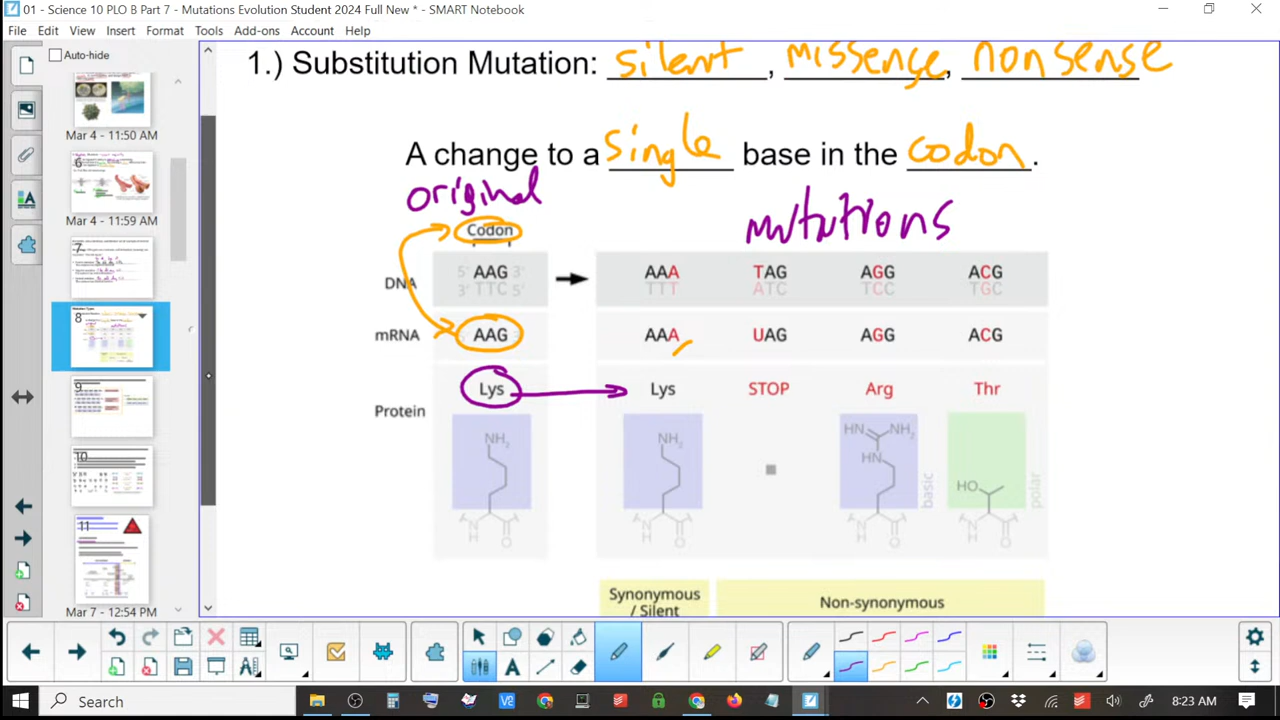 01 - Science 10 PLO B Part 7 - Mutations Evolution Student 2024 Full New * - SMART Notebook
File Edit View Insert Format Tools Add-ons Account Help
Auto-hide
Mar 4 - 11:50 AM
6
Mar 4 - 11:59 AM
7
8
9
10
11
Mar 7 - 12:54 PM
1.) Substitution Mutation: silent, missense, nonsense
A change to a single base in the codon.
original mutations
Codon
DNA 5' AAG 3' AAA TAG AGG ACG
3' TTC 5' TTT ATC TCC TGC
mRNA AAG AAA UAG AGG ACG
Protein Lys Lys STOP Arg Thr
NH2 NH2 HN NH2 HN HO
basic polar
N H O N H O N H O N H O
Synonymous / Silent Non-synonymous
Search 8:23 AM